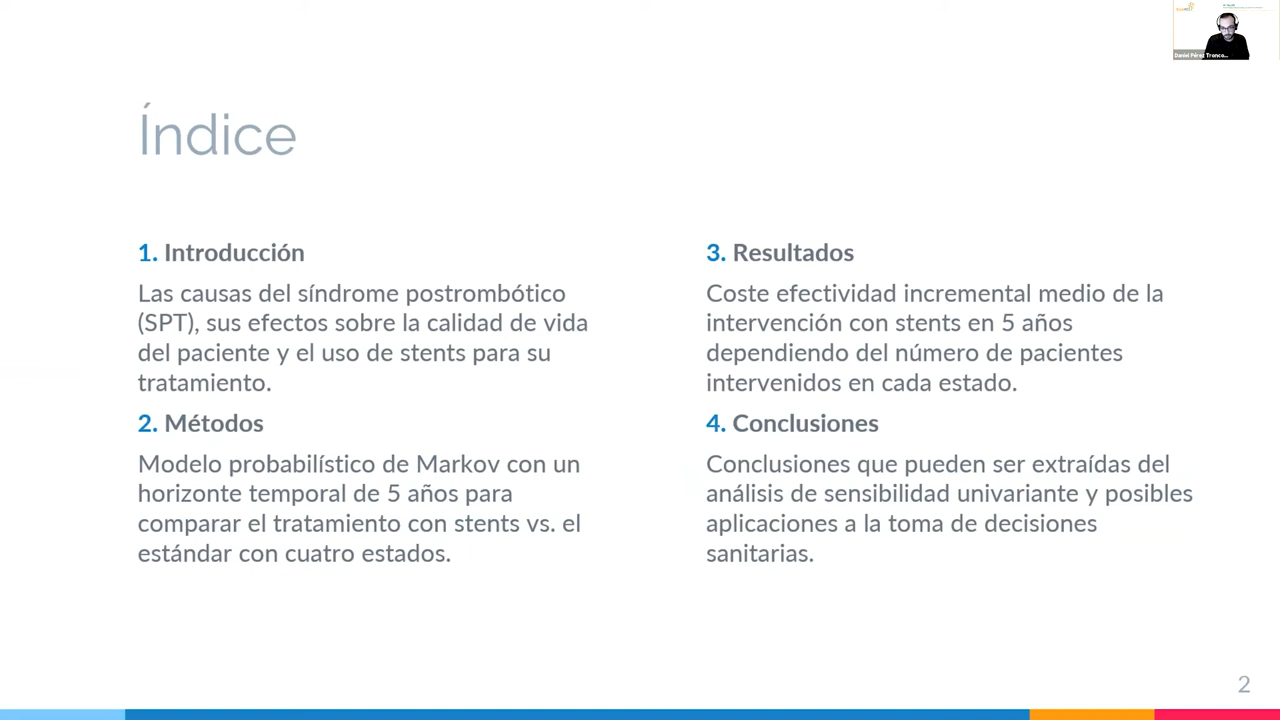 Índice
1. Introducción
Las causas del síndrome postrombótico
(SPT), sus efectos sobre la calidad de vida
del paciente y el uso de stents para su
tratamiento.
2. Métodos
Modelo probabilístico de Markov con un
horizonte temporal de 5 años para
comparar el tratamiento con stents vs. el
estándar con cuatro estados.
3. Resultados
Coste efectividad incremental medio de la
intervención con stents en 5 años
dependiendo del número de pacientes
intervenidos en cada estado.
4. Conclusiones
Conclusiones que pueden ser extraídas del
análisis de sensibilidad univariante y posibles
aplicaciones a la toma de decisiones
sanitarias.
Daniel Pérez Tronco...
2